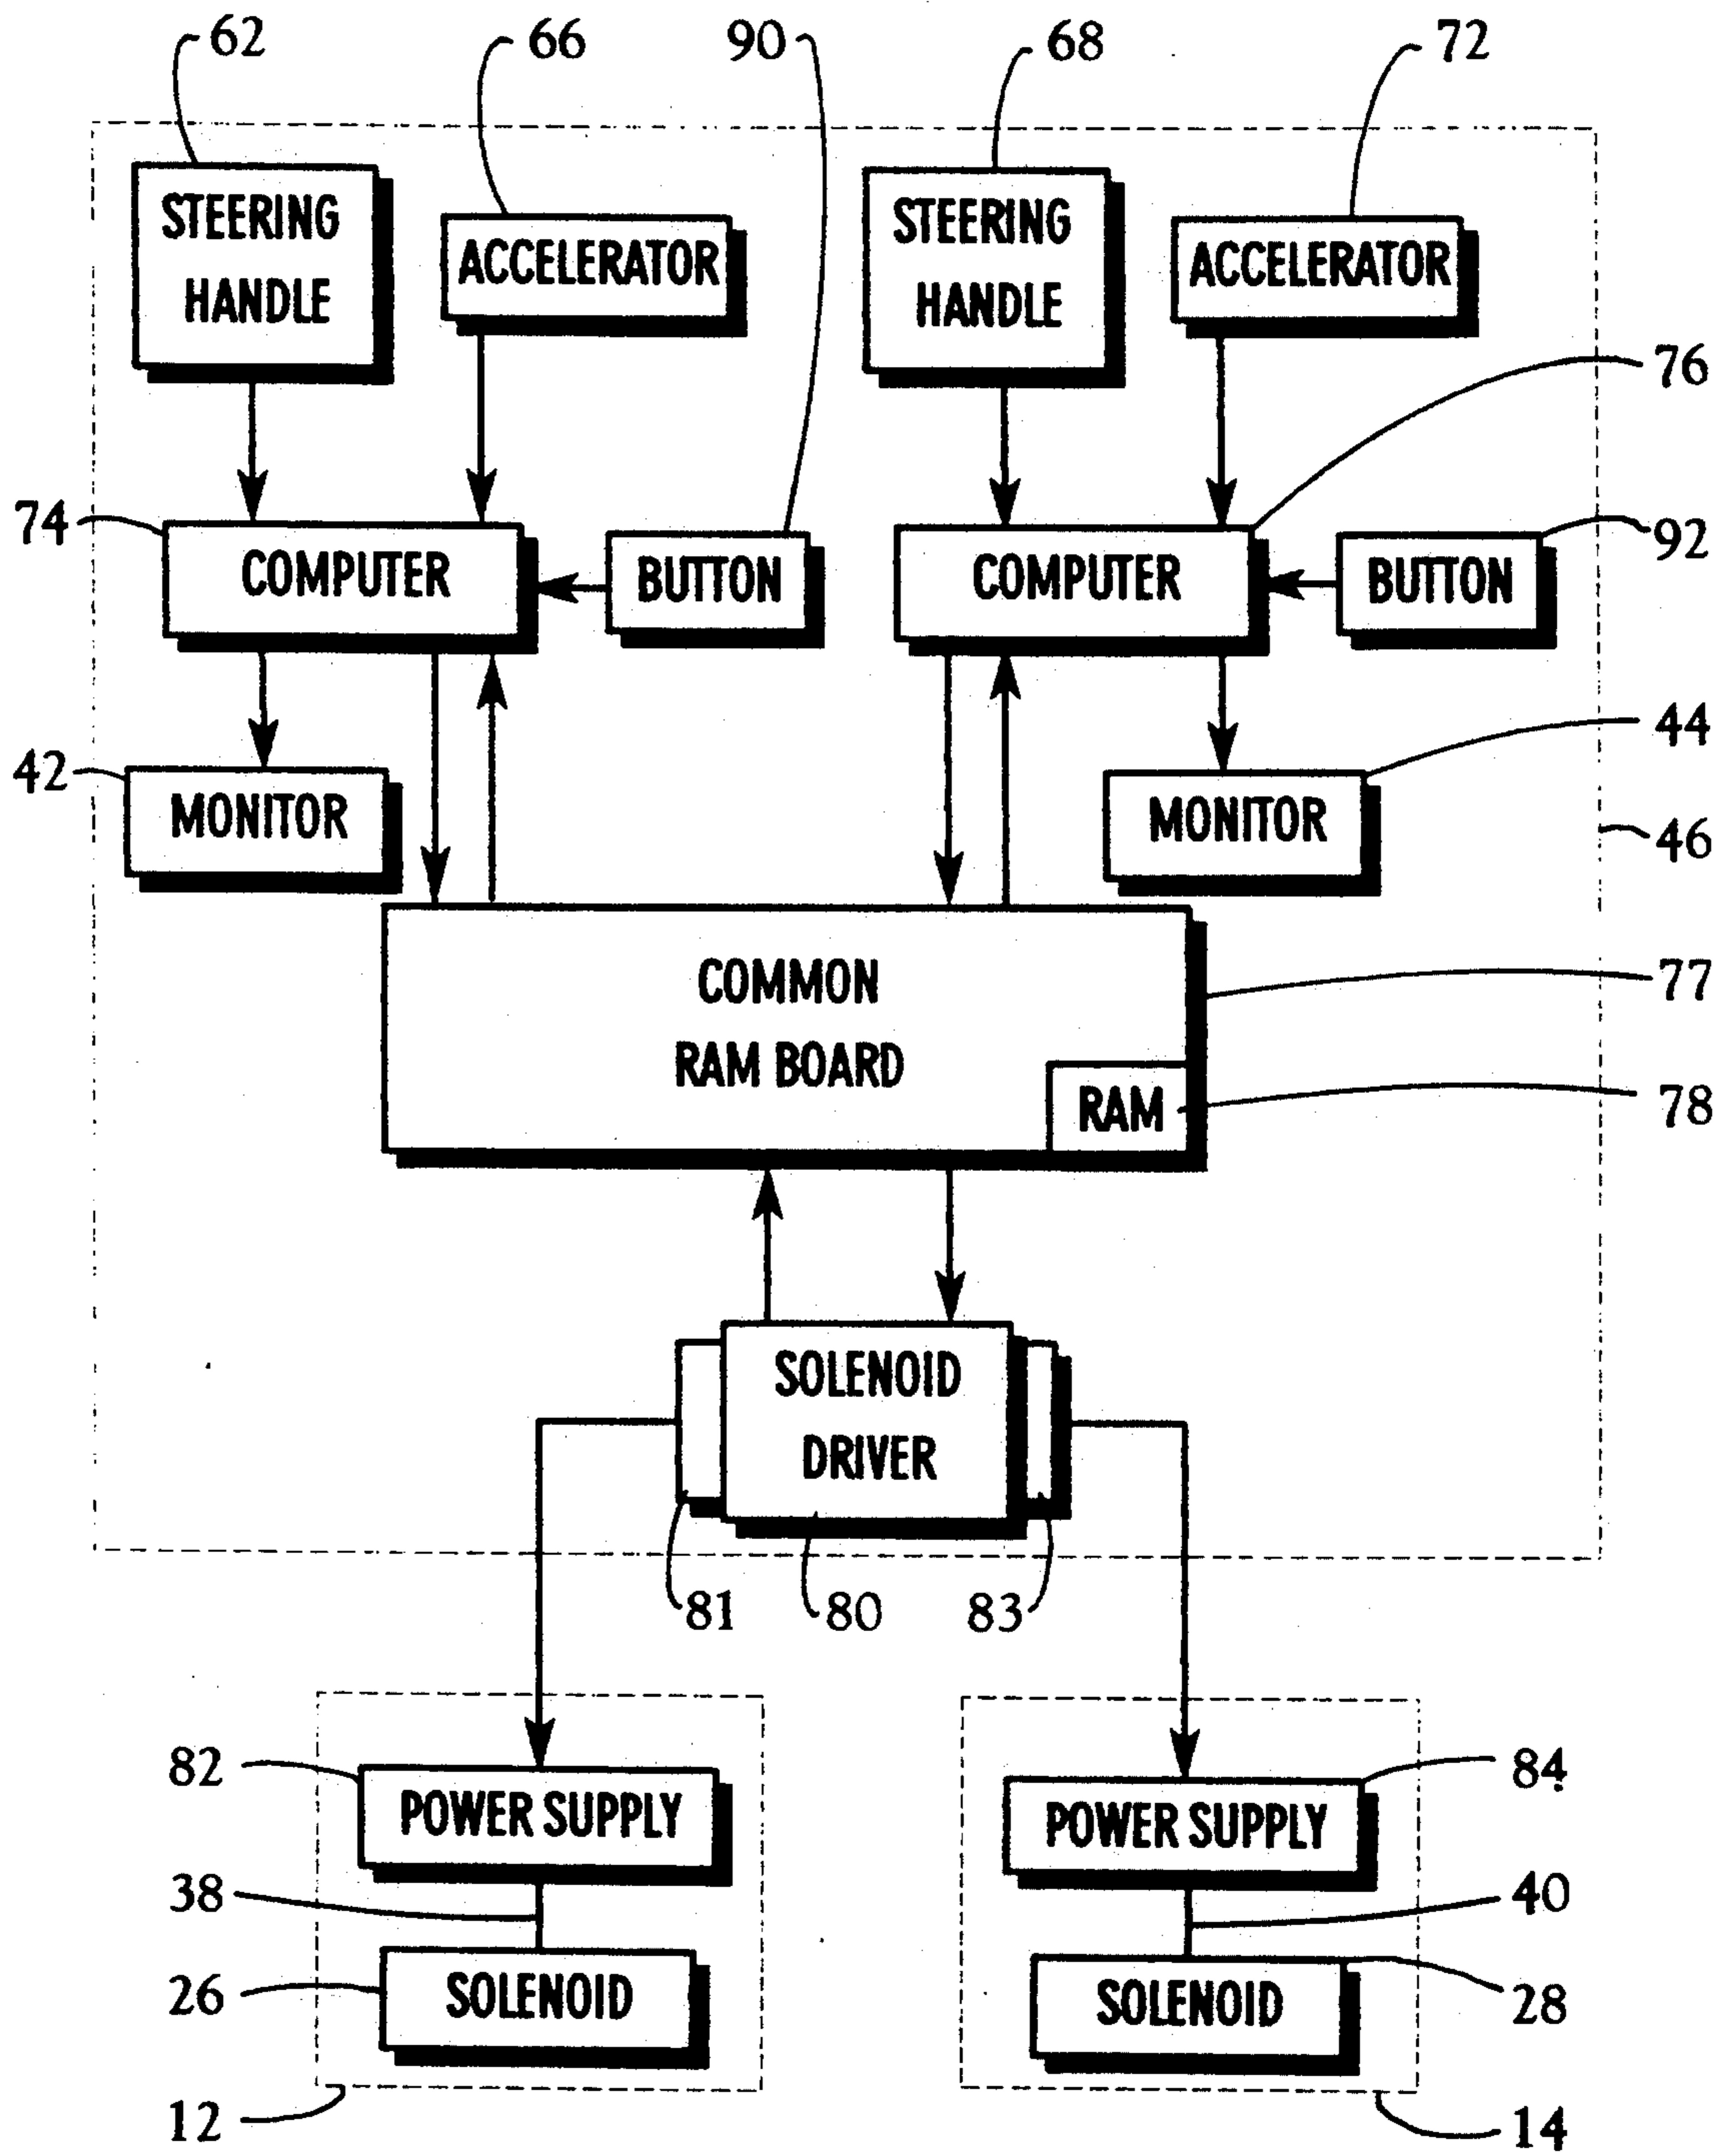 62
66
90
68
72
STEERING
HANDLE
ACCELERATOR
STEERING
HANDLE
ACCELERATOR
76
74
COMPUTER
BUTTON
COMPUTER
BUTTON
92
42
MONITOR
MONITOR
44
46
COMMON
RAM BOARD
77
RAM
78
SOLENOID
DRIVER
81
80
83
82
POWER SUPPLY
POWER SUPPLY
84
38
40
26
SOLENOID
SOLENOID
28
12
14